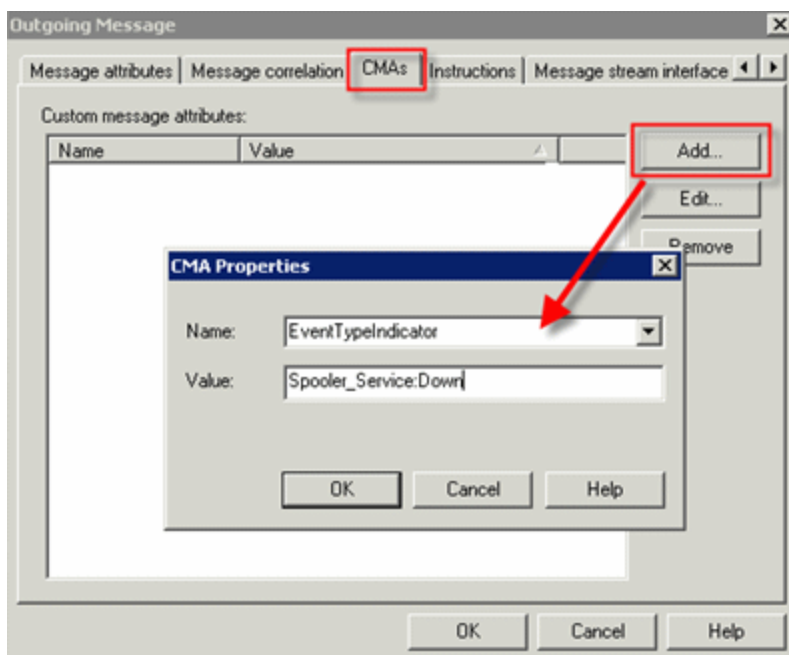 Outgoing Message
Message attributes Message correlation CMAs Instructions Message stream interface
Custom message attributes:
Name Value
Add...
Edit...
Remove
CMA Properties
Name: EventTypeIndicator
Value: Spooler_Service:Down
OK Cancel Help
OK Cancel Help